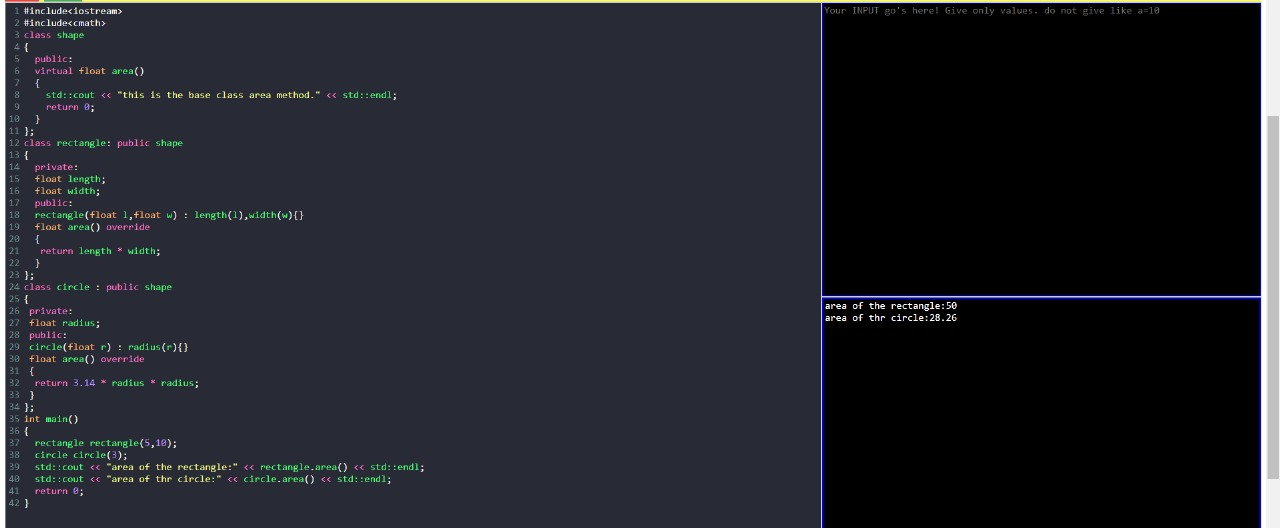 1 #include<iostream>
2 #include<cmath>
3 class shape
4 {
5 public:
6 virtual float area()
7 {
8 std::cout << "this is the base class area method." << std::endl;
9 return 0;
10 }
11 };
12 class rectangle: public shape
13 {
14 private:
15 float length;
16 float width;
17 public:
18 rectangle(float l,float w) : length(l),width(w){}
19 float area() override
20 {
21 return length * width;
22 }
23 };
24 class circle : public shape
25 {
26 private:
27 float radius;
28 public:
29 circle(float r) : radius(r){}
30 float area() override
31 {
32 return 3.14 * radius * radius;
33 }
34 };
35 int main()
36 {
37 rectangle rectangle(5,10);
38 circle circle(3);
39 std::cout << "area of the rectangle:" << rectangle.area() << std::endl;
40 std::cout << "area of thr circle:" << circle.area() << std::endl;
41 return 0;
42 }
Your INPUT go's here! Give only values. do not give like a=10
area of the rectangle:50
area of thr circle:28.26